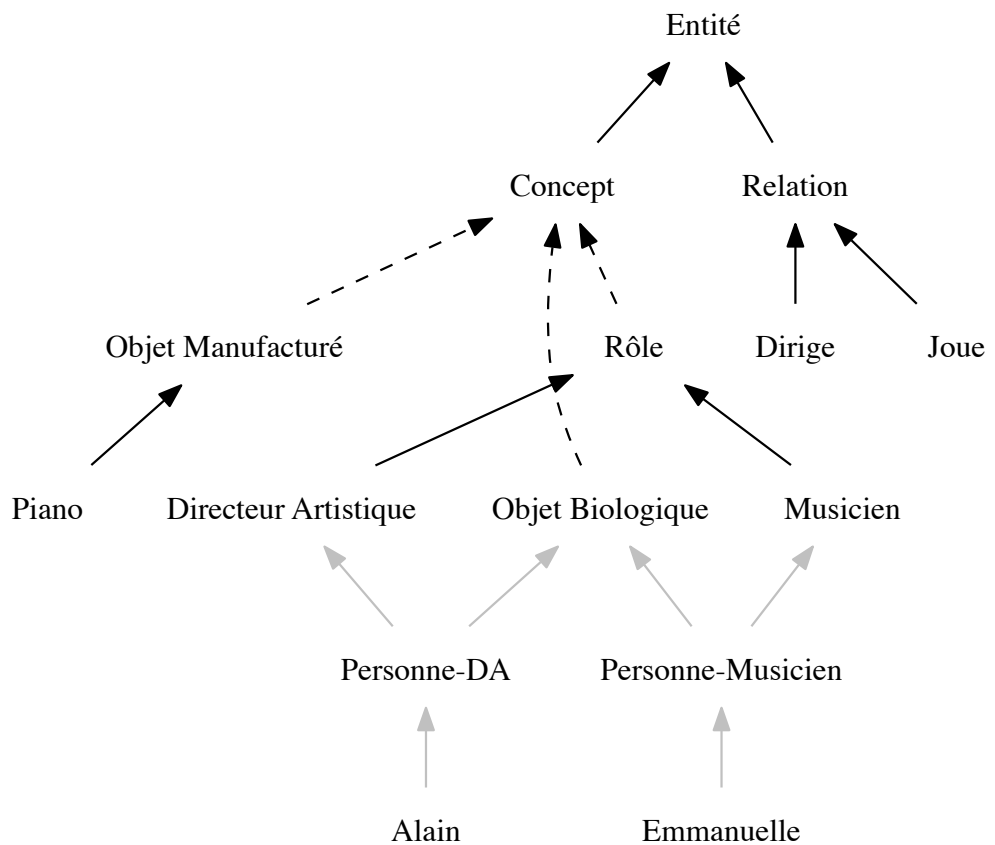 Entité
Concept
Relation
Objet Manufacturé
Rôle
Dirige
Joue
Piano
Directeur Artistique
Objet Biologique
Musicien
Personne-DA
Personne-Musicien
Alain
Emmanuelle